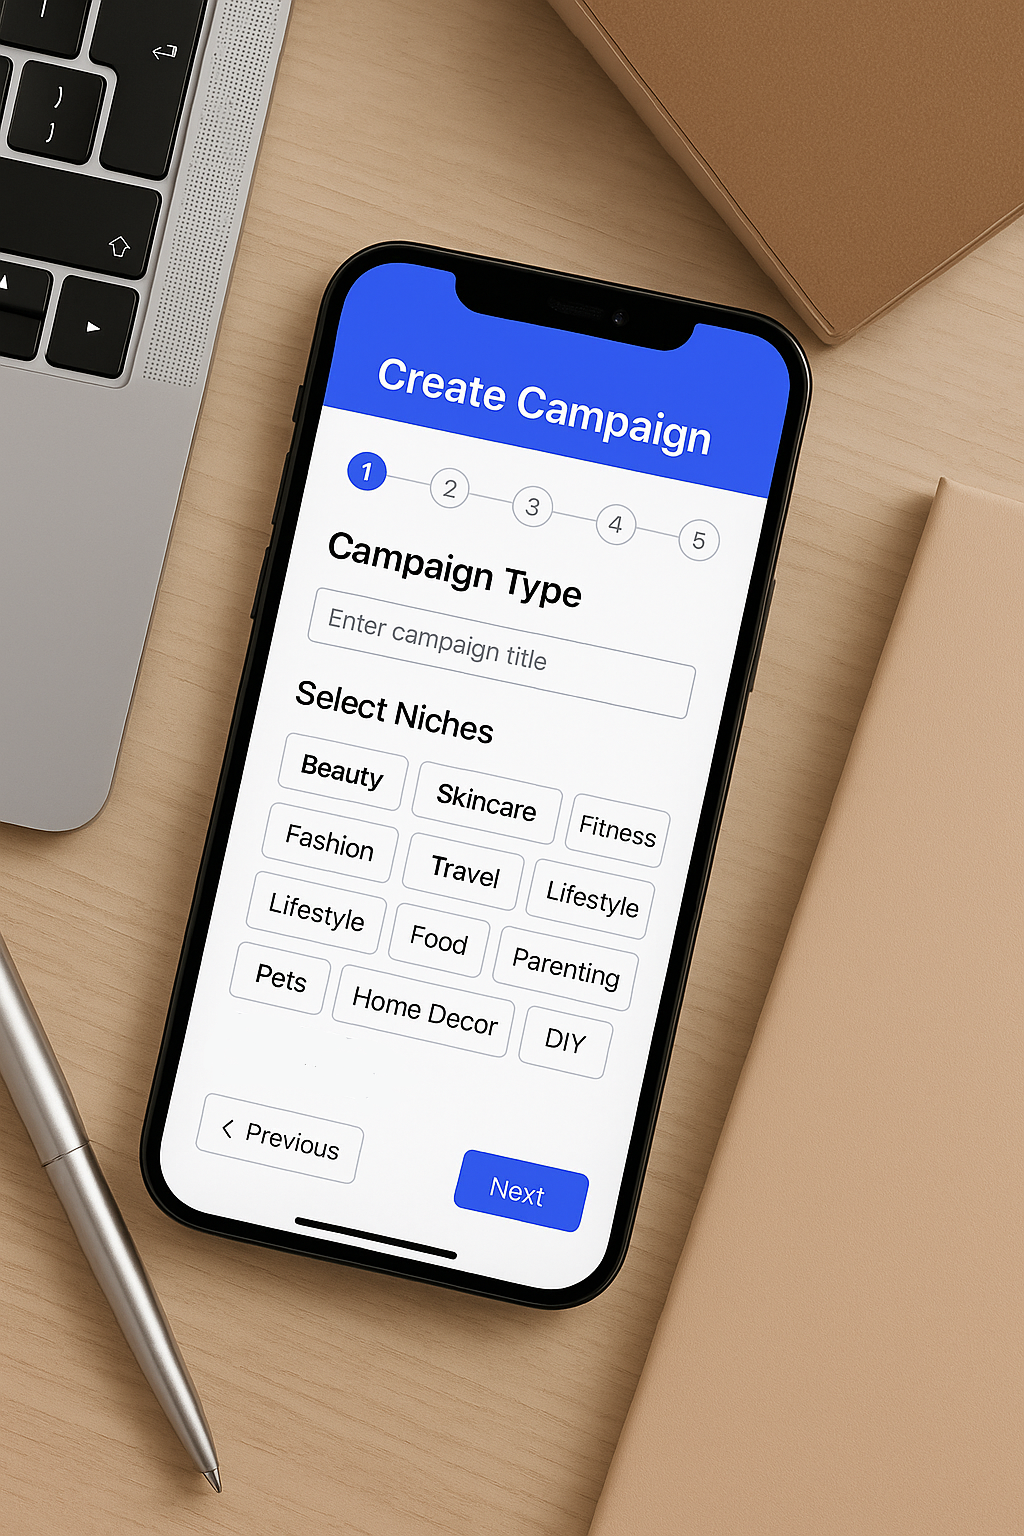 Create Campaign
1 2 3 4 5
Campaign Type
Enter campaign title
Select Niches
Beauty Skincare Fitness
Fashion Travel Lifestyle
Lifestyle Food Parenting
Pets Home Decor DIY
< Previous Next